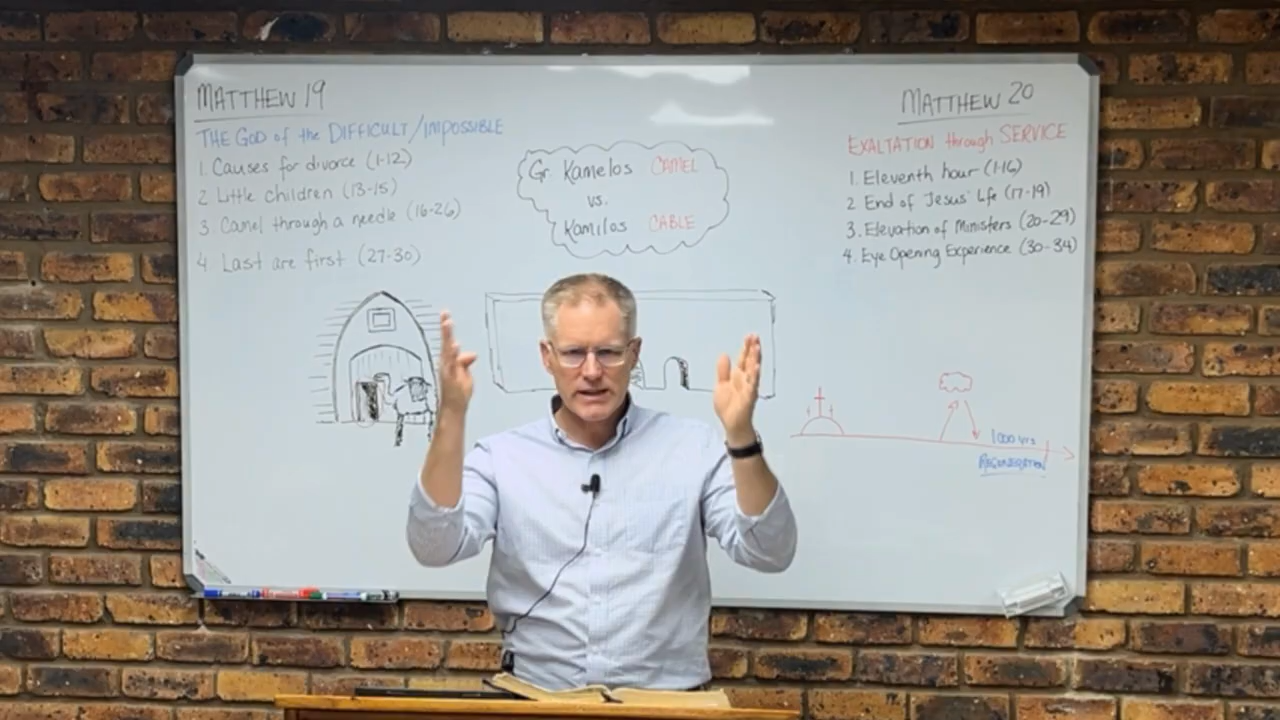 MATTHEW 19
THE GOD of the DIFFICULT/IMPOSSIBLE
1. Causes for divorce (1-12)
2 Little children (13-15)
3. Camel through a needle (16-26)
4. Last are first (27-30)
Gr. Kamelos CAMEL
vs.
Kamilos CABLE
MATTHEW 20
EXALTATION through SERVICE
1. Eleventh hour (1-16)
2 End of Jesus' Life (17-19)
3. Elevation of Ministers (20-29)
4. Eye Opening Experience (30-34)
1000 yrs
REGENERATION